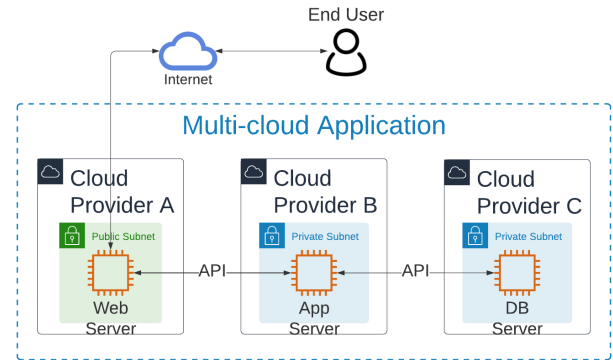 End User
Internet
Multi-cloud Application
Cloud
Provider A
Public Subnet
Web
Server
API
Cloud
Provider B
Private Subnet
App
Server
API
Cloud
Provider C
Private Subnet
DB
Server